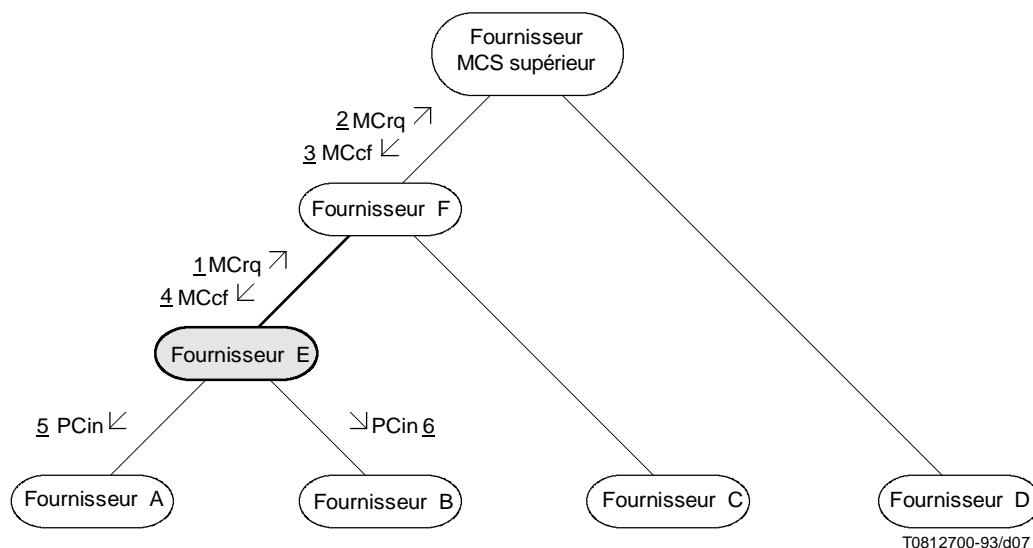 Fournisseur
MCS supérieur
2 MCrq
3 MCcf
Fournisseur F
1 MCrq
4 MCcf
Fournisseur E
5 PCin
PCin 6
Fournisseur A
Fournisseur B
Fournisseur C
Fournisseur D
T0812700-93/d07